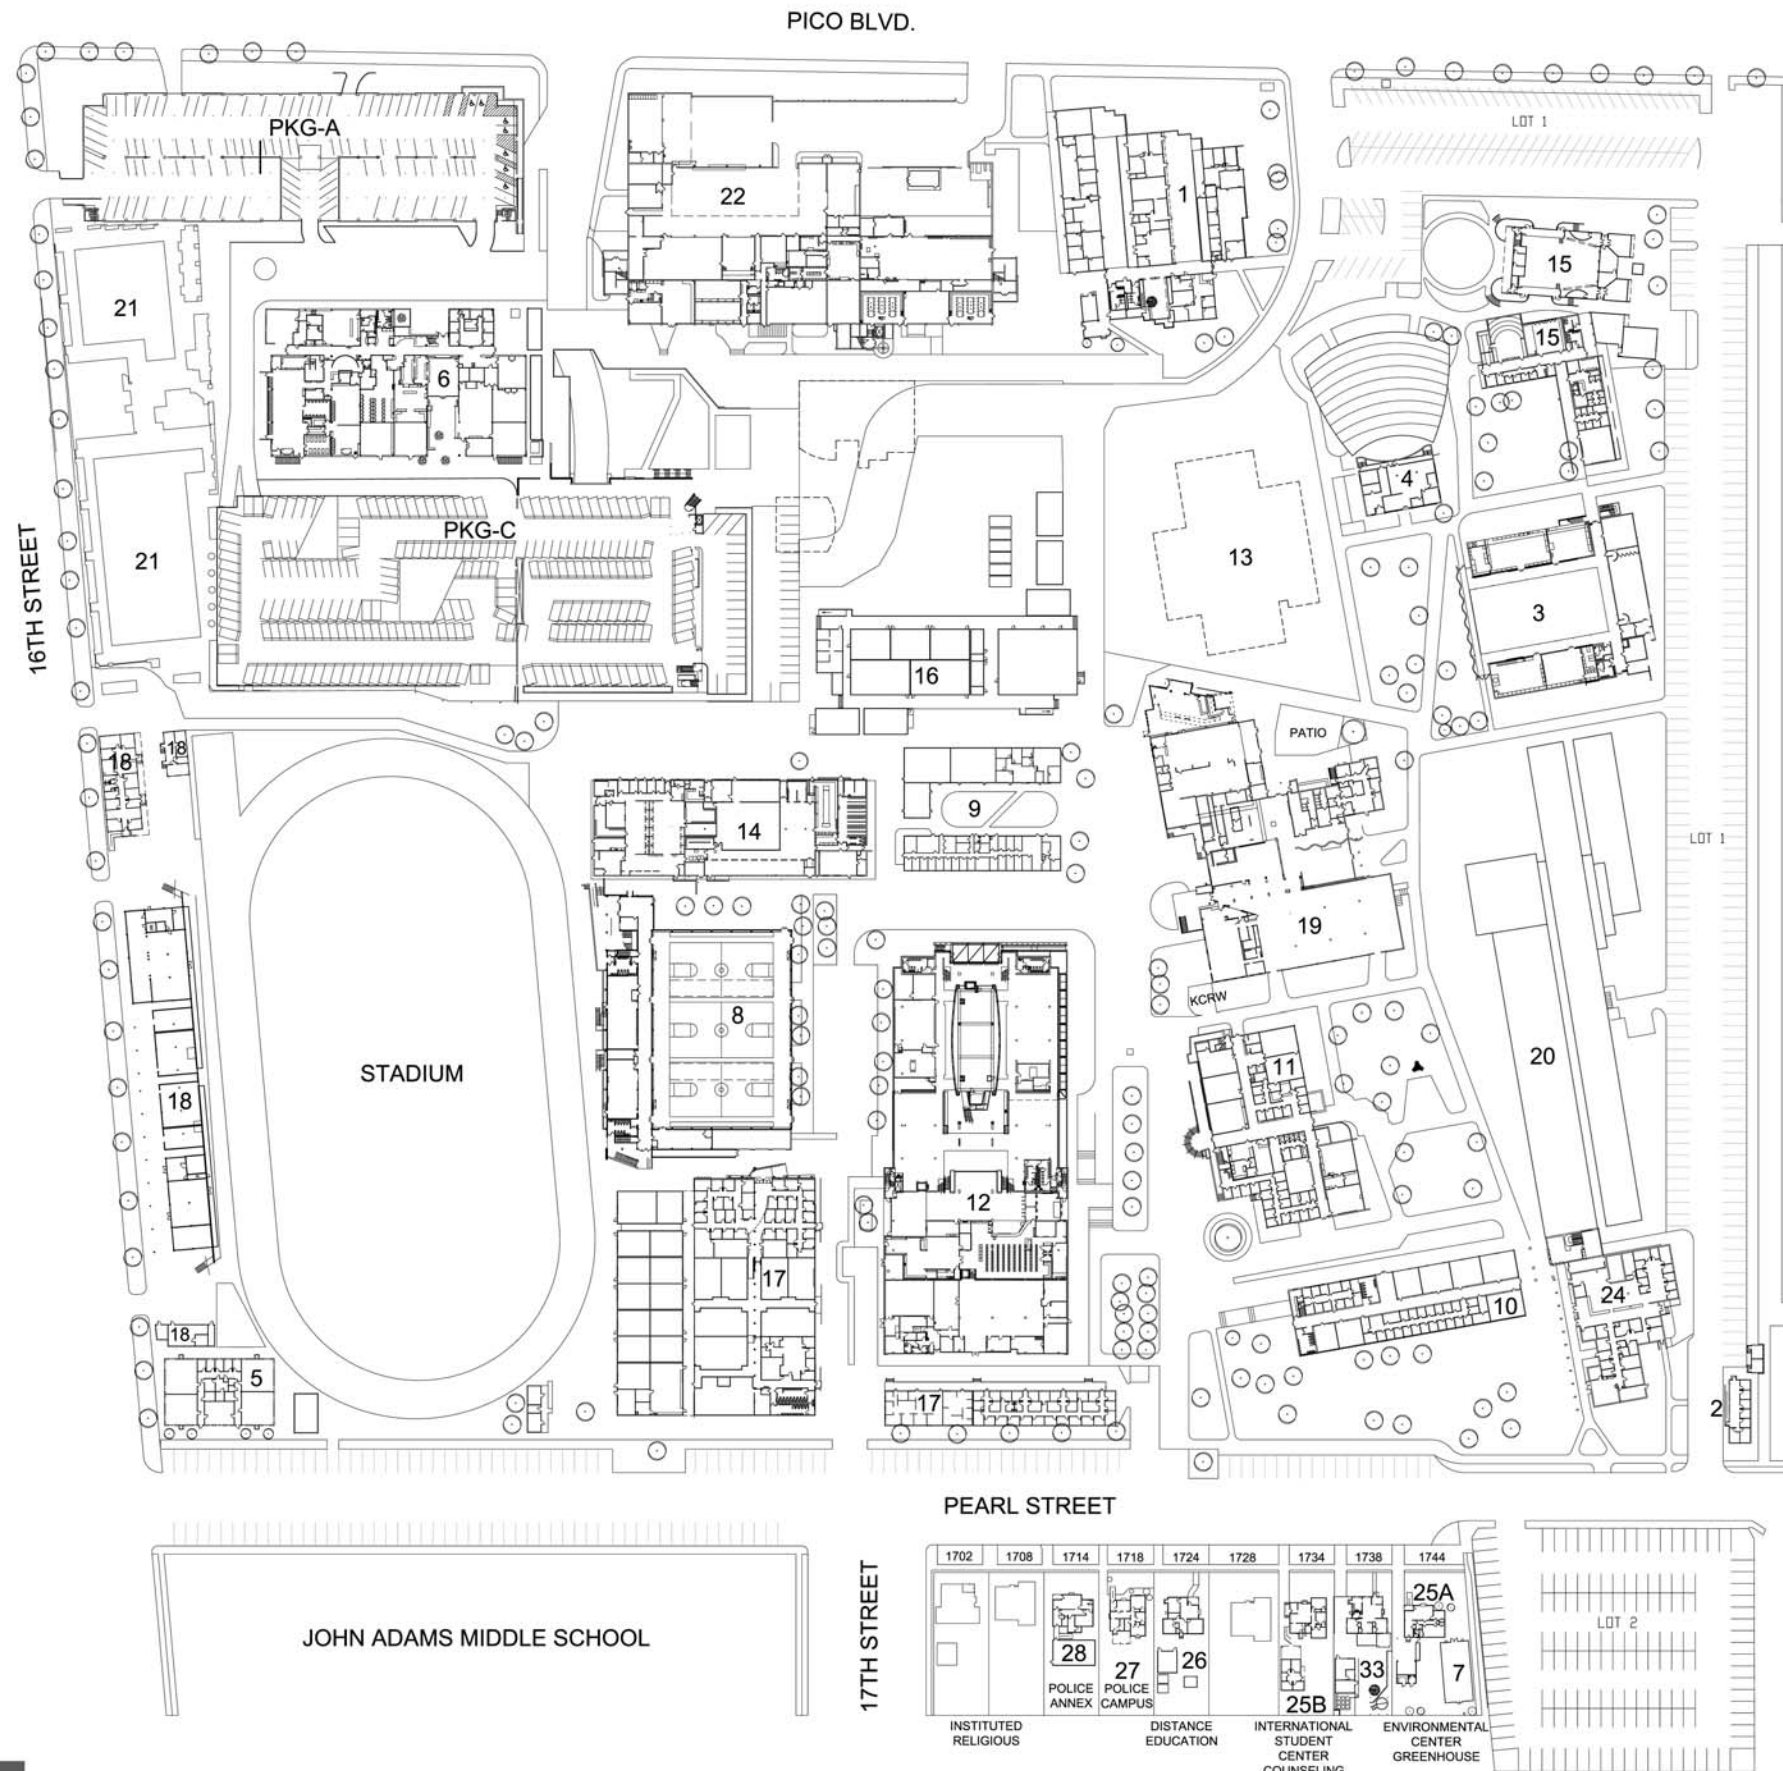 PICO BLVD.
PKG-A
LOT 1
22
1
15
21
15
6
4
PKG-C
16TH STREET
21
13
3
16
PATIO
18
18
9
14
LOT 1
19
KCRW
8
20
STADIUM
11
18
12
17
24
10
18
5
17
2
PEARL STREET
1702
1708
1714
1718
1724
1728
1734
1738
1744
25A
LOT 2
JOHN ADAMS MIDDLE SCHOOL
17TH STREET
28
27
26
33
7
25B
POLICE
ANNEX
POLICE
CAMPUS
INSTITUTED
RELIGIOUS
DISTANCE
EDUCATION
INTERNATIONAL
STUDENT
CENTER
COUNSELING
ENVIRONMENTAL
CENTER
GREENHOUSE